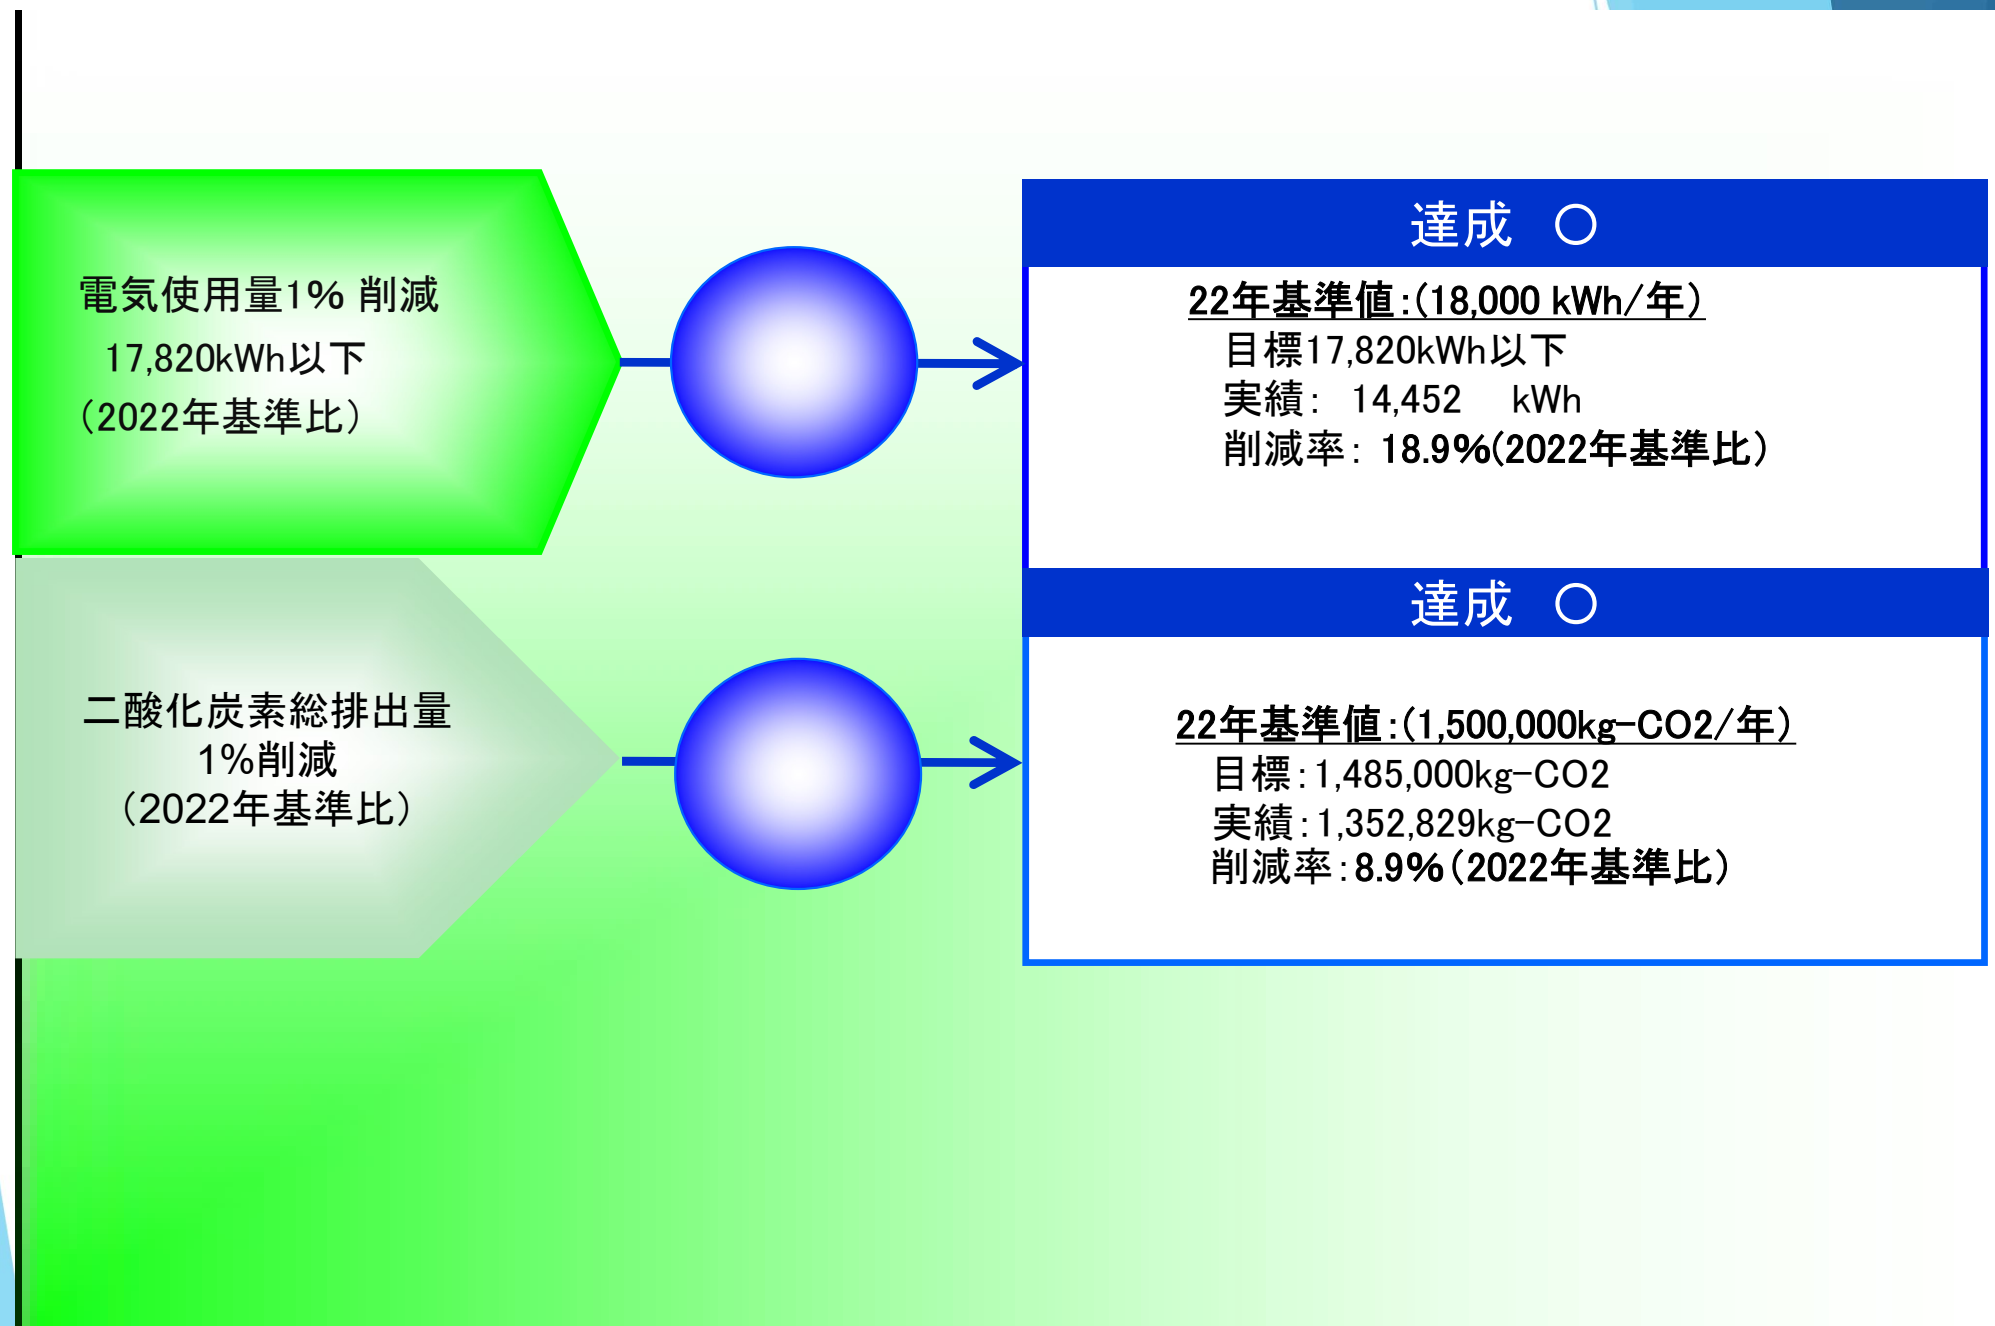 電気使用量1% 削減
17,820kWh以下
（2022年基準比）
達成 ○
22年基準値：（18,000 kWh/年）
目標17,820kWh以下
実績： 14,452 kWh
削減率： 18.9%（2022年基準比）
二酸化炭素総排出量
1%削減
（2022年基準比）
達成 ○
22年基準値：（1,500,000kg-CO2/年）
目標：1,485,000kg-CO2
実績：1,352,829kg-CO2
削減率：8.9%（2022年基準比）